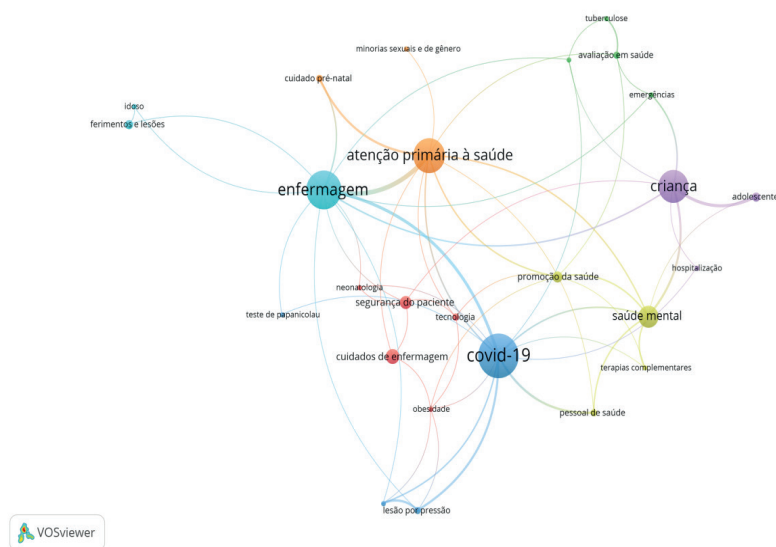 tuberculose
minorias sexuais e de gênero
avaliação em saúde
cuidado pré-natal
emergências
idoso
ferimentos e lesões
atenção primária à saúde
enfermagem
criança
adolescente
hospitalização
promoção da saúde
neonatologia
segurança do paciente
teste de papanicolau
tecnologia
saúde mental
cuidados de enfermagem
covid-19
terapias complementares
obesidade
pessoal de saúde
lesão por pressão
VOSviewer